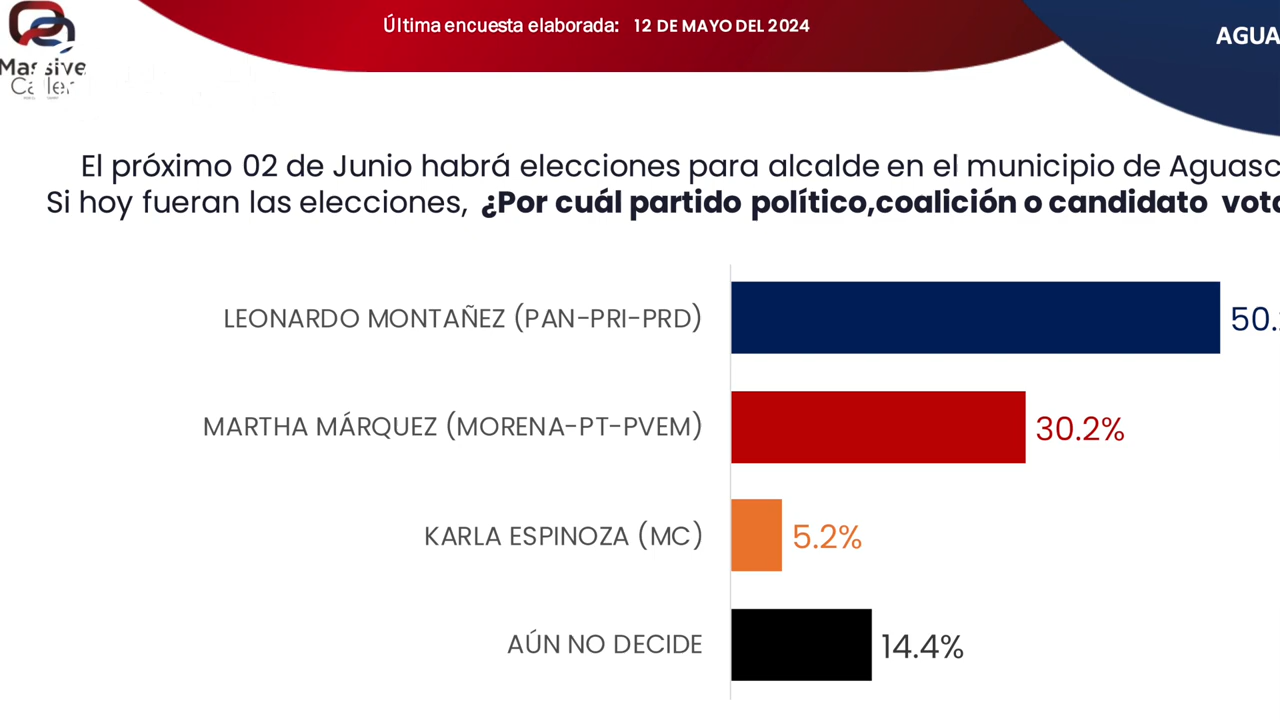 Massive
Caller
Última encuesta elaborada: 12 DE MAYO DEL 2024
AGUA
El próximo 02 de Junio habrá elecciones para alcalde en el municipio de Aguasc
Si hoy fueran las elecciones, ¿Por cuál partido político,coalición o candidato vota
LEONARDO MONTAÑEZ (PAN-PRI-PRD)
50.
MARTHA MÁRQUEZ (MORENA-PT-PVEM)
30.2%
KARLA ESPINOZA (MC)
5.2%
AÚN NO DECIDE
14.4%